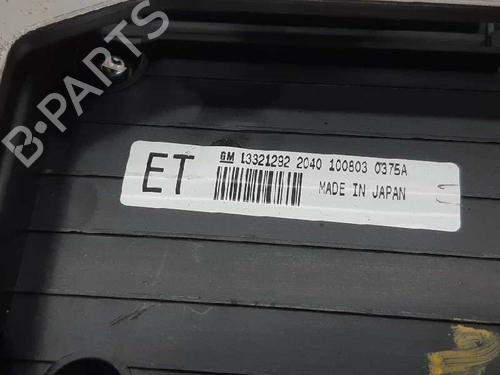 B-PARTS
ET
GM 13321292 2040 100803 0375A
MADE IN JAPAN